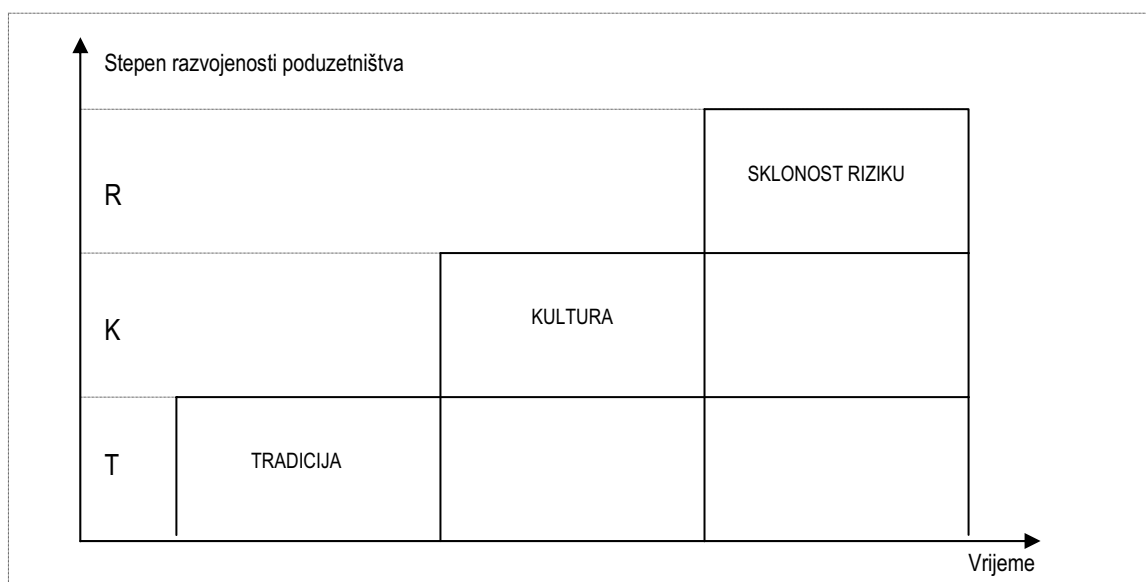 Stepen razvojenosti poduzetništva
R
SKLONOST RIZIKU
K
KULTURA
T
TRADICIJA
Vrijeme